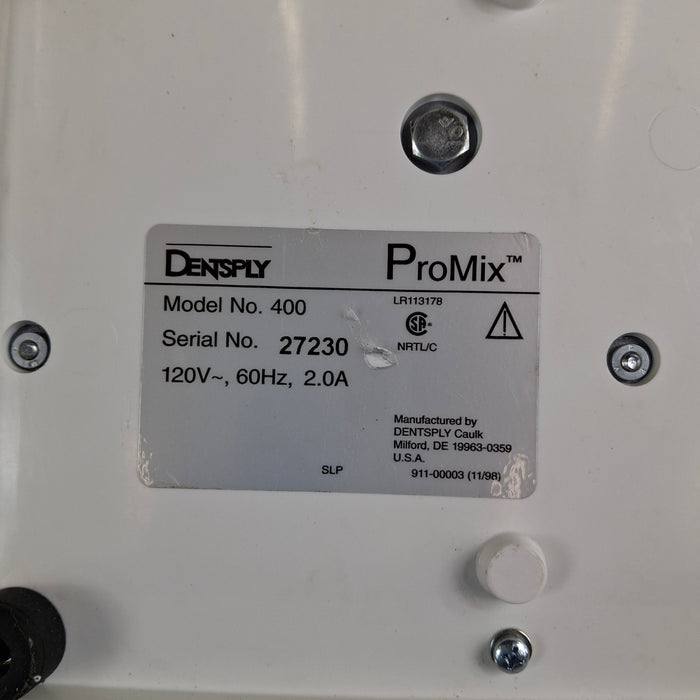 DENTSPLY ProMix™
Model No. 400
LR113178
Serial No. 27230
NRTL/C
120V~, 60Hz, 2.0A
Manufactured by
DENTSPLY Caulk
Milford, DE 19963-0359
U.S.A.
SLP 911-00003 (11/98)